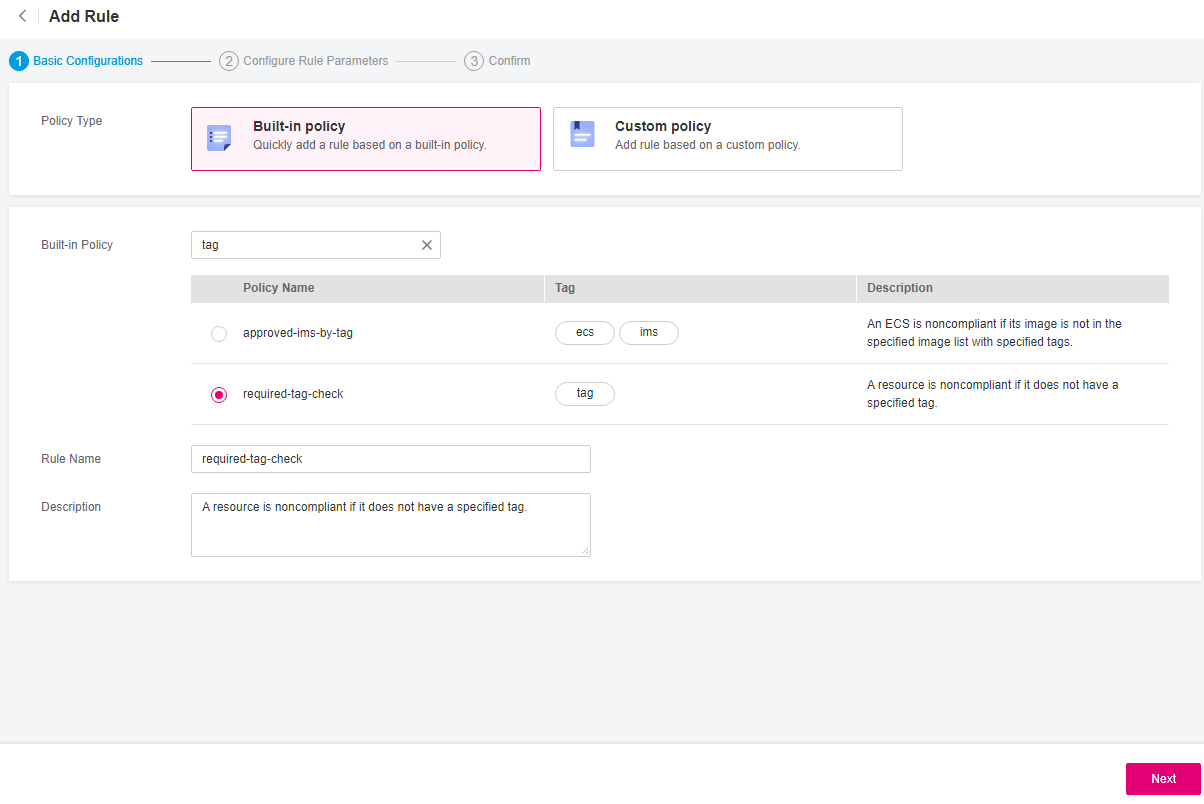 Add Rule
1 Basic Configurations 2 Configure Rule Parameters 3 Confirm
Policy Type
Built-in policy
Quickly add a rule based on a built-in policy.
Custom policy
Add rule based on a custom policy.
Built-in Policy
tag
Policy Name Tag Description
approved-ims-by-tag ecs ims An ECS is noncompliant if its image is not in the
specified image list with specified tags.
required-tag-check tag A resource is noncompliant if it does not have a
specified tag.
Rule Name required-tag-check
Description A resource is noncompliant if it does not have a specified tag.
Next